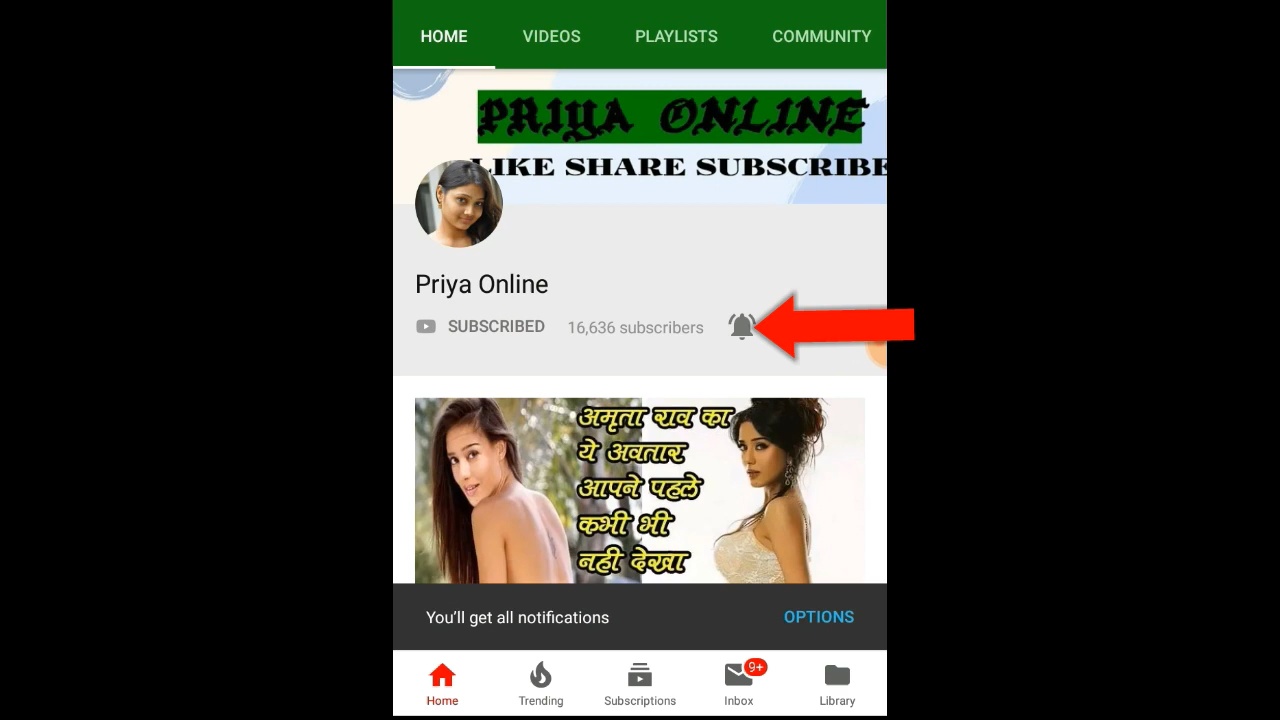 HOME VIDEOS PLAYLISTS COMMUNITY
PRIYA ONLINE
LIKE SHARE SUBSCRIBE
Priya Online
SUBSCRIBED 16,636 subscribers
अमृता राव का
ये अवतार
आपने पहले
कभी भी
नही देखा
You'll get all notifications OPTIONS
9+
Home Trending Subscriptions Inbox Library